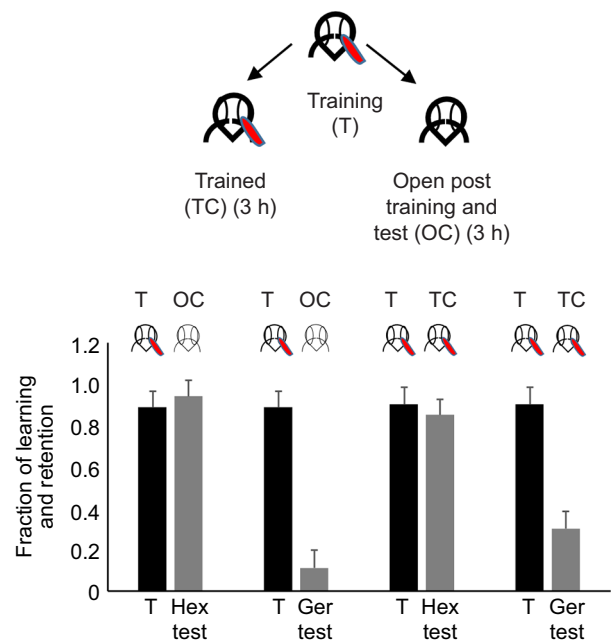 Training
(T)
Trained
(TC) (3 h)
Open post
training and
test (OC) (3 h)
T OC T OC T TC T TC
Fraction of learning
and retention
1.2
1.0
0.8
0.6
0.4
0.2
0
T Hex T Ger T Hex T Ger
test test test test